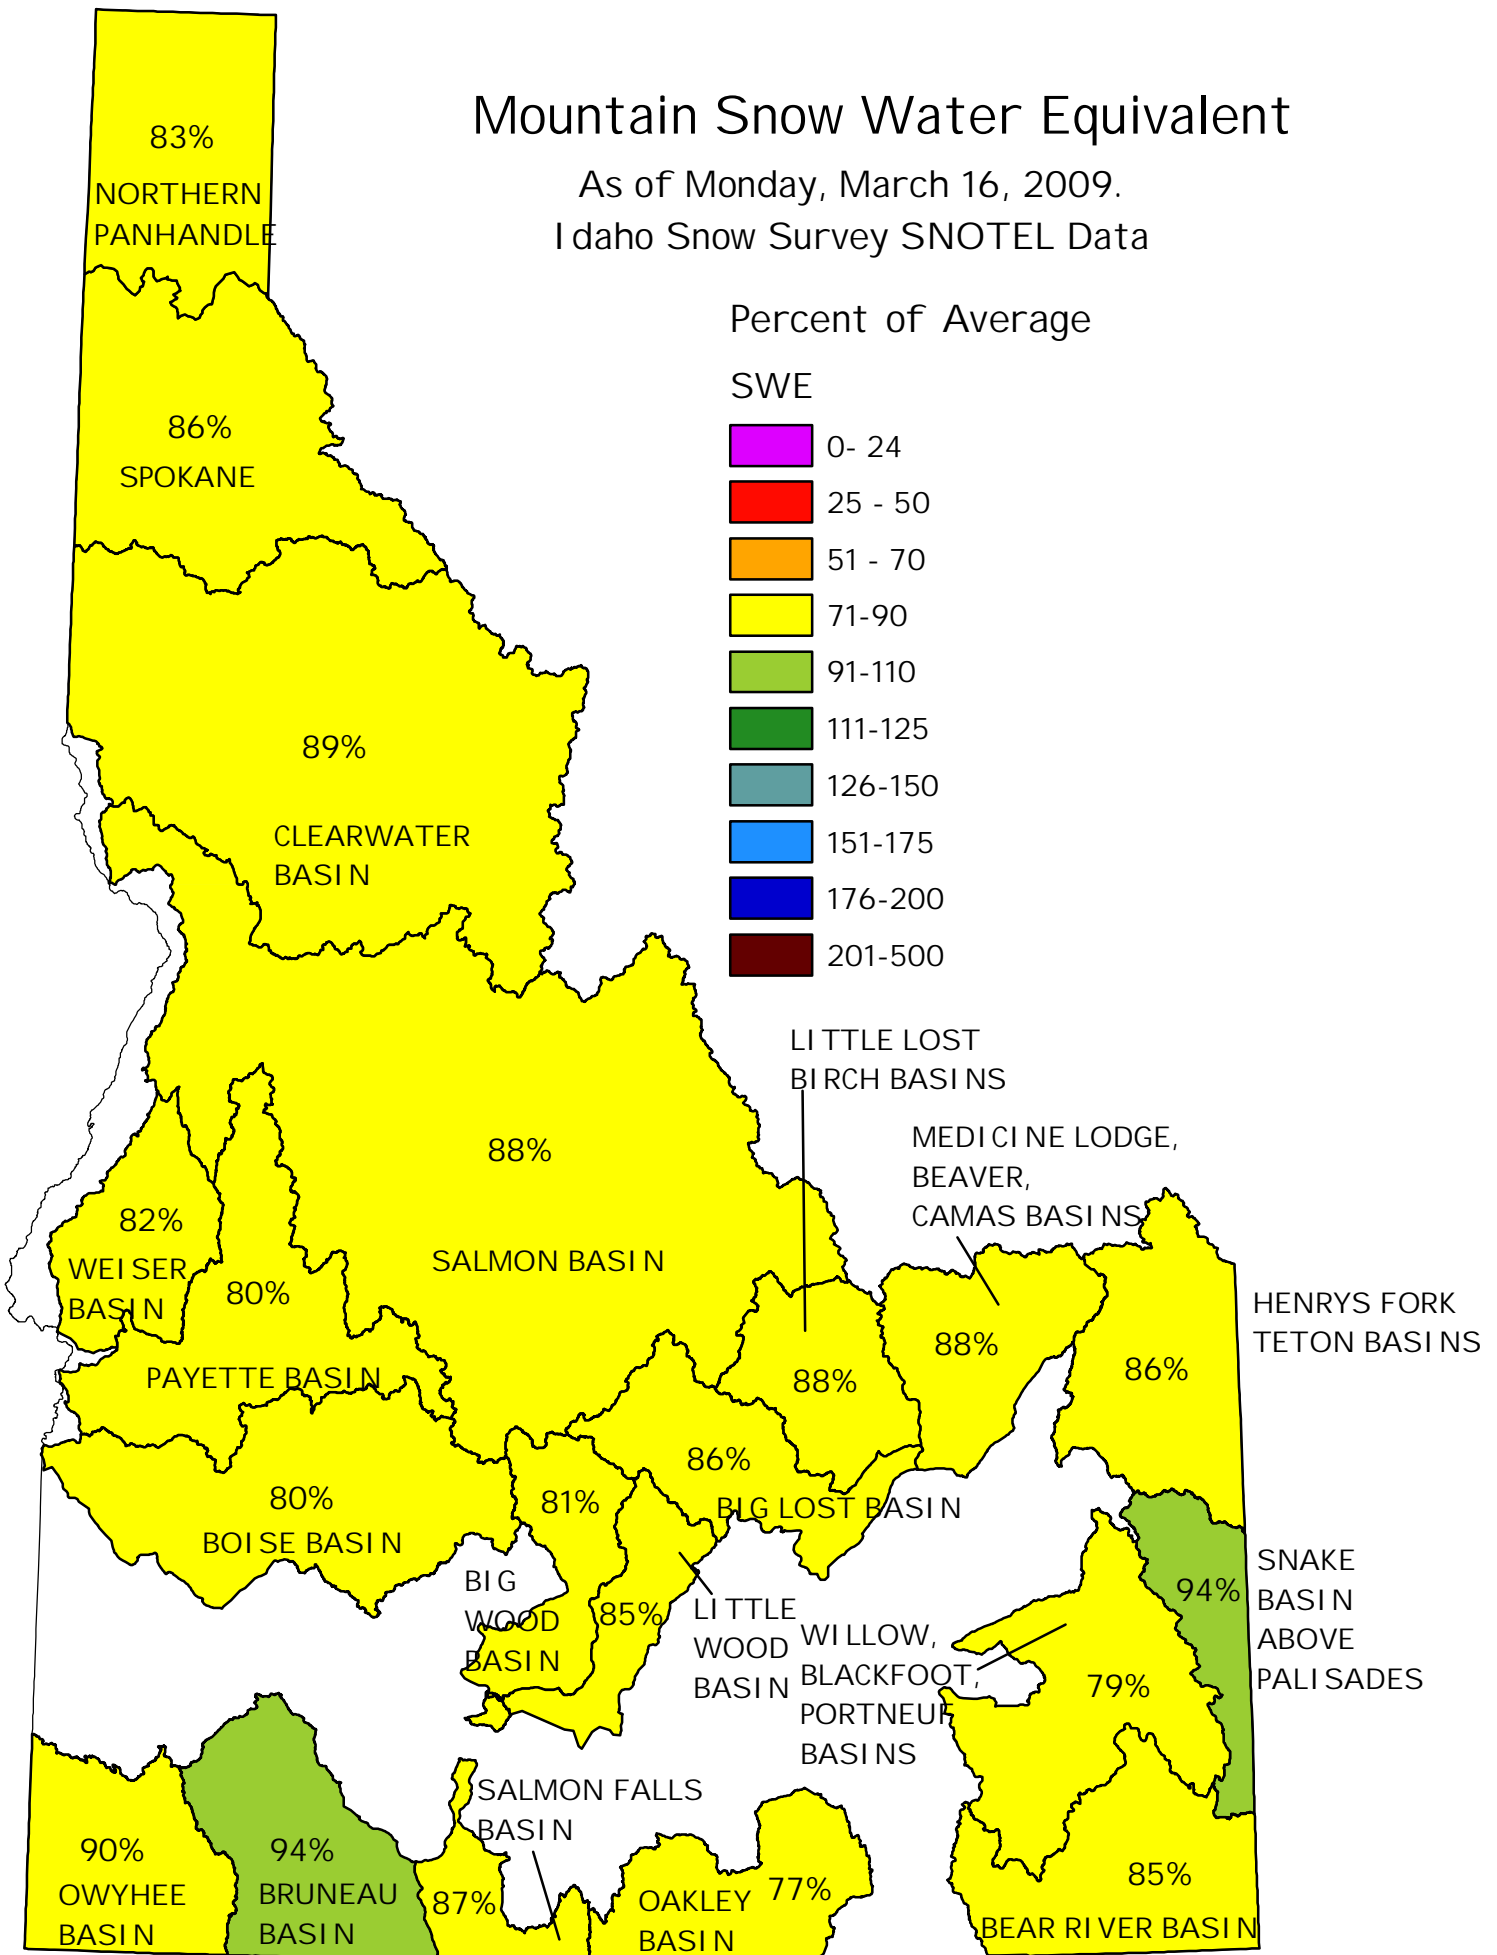 Mountain Snow Water Equivalent
As of Monday, March 16, 2009.
Idaho Snow Survey SNOTEL Data
Percent of Average
SWE
0- 24
25 - 50
51 - 70
71-90
91-110
111-125
126-150
151-175
176-200
201-500
83%
NORTHERN
PANHANDLE
86%
SPOKANE
89%
CLEARWATER
BASIN
88%
SALMON BASIN
LITTLE LOST
BIRCH BASINS
88%
MEDICINE LODGE,
BEAVER,
CAMAS BASINS
88%
HENRYS FORK
TETON BASINS
86%
82%
WEISER
BASIN
80%
PAYETTE BASIN
80%
BOISE BASIN
81%
BIG
WOOD
BASIN
86%
BIG LOST BASIN
85%
LITTLE
WOOD
BASIN
WILLOW,
BLACKFOOT,
PORTNEUF
BASINS
79%
94%
SNAKE
BASIN
ABOVE
PALISADES
90%
OWYHEE
BASIN
94%
BRUNEAU
BASIN
SALMON FALLS
BASIN
87%
OAKLEY
BASIN
77%
85%
BEAR RIVER BASIN